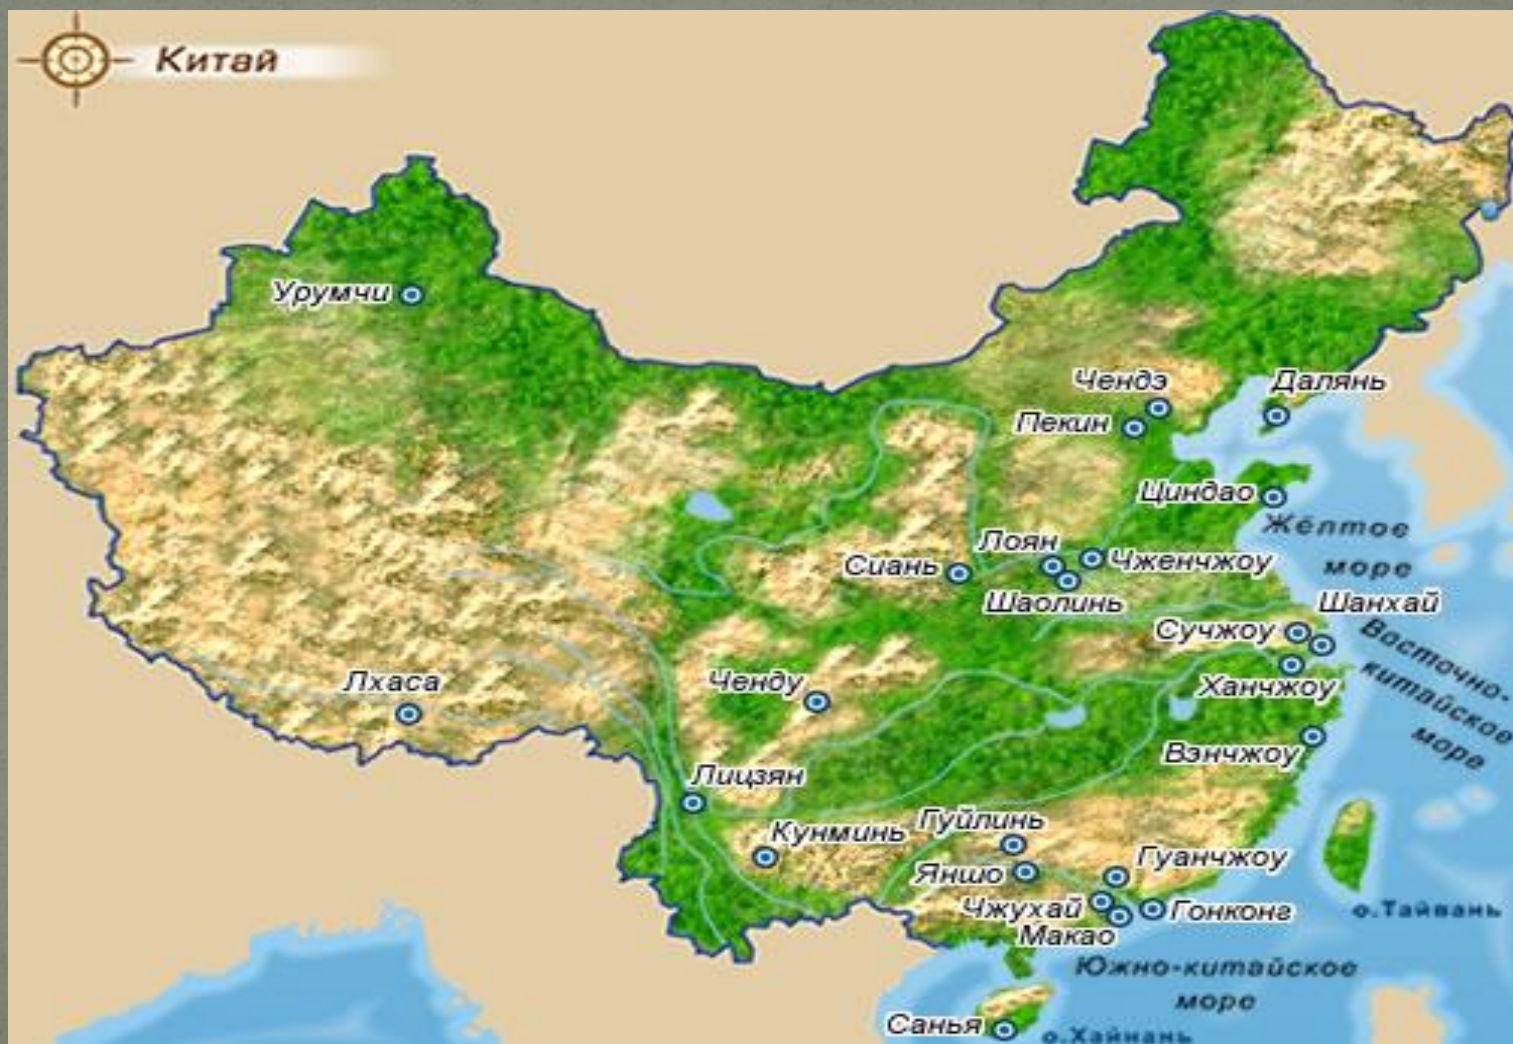 Китай
Урумчи
Чендэ
Далянь
Пекин
Циндао
Жёлтое
море
Лоян
Сиань
Чженчжоу
Шаолинь
Шанхай
Сучжоу
Восточно-
китайское
море
Ханчжоу
Лхаса
Ченду
Вэнчжоу
Лицзян
Кунминь
Гуйлинь
Гуанчжоу
Яншо
Чжухай
Гонконг
о.Тайвань
Макао
Южно-китайское
море
Санья
о.Хайнань